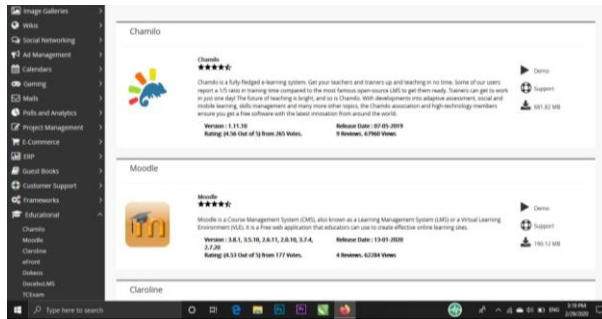 Image Galleries
Wikis
Social Networking
Ad Management
Calendars
Gaming
Mails
Polls and Analytics
Project Management
E-Commerce
ERP
Guest Books
Customer Support
Frameworks
Educational
Chamilo
Moodle
Claroline
eFront
Dokeos
DoceboLMS
TCExam
Chamilo
Chamilo
Chamilo is a fully-fledged e-learning system. Get your teachers and trainers up and teaching in no time. Some of our users
report a 1/5 ratio in training time compared to the most famous open-source LMS to get them ready. Trainers can get to work
in just one day! The future of teaching is bright, and so is Chamilo. With developments into adaptive assessment, social and
mobile learning, skills management and many more other topics, the Chamilo association and high-technology members
ensure you get a free software with the latest innovation from around the world.
Version : 1.11.10
Release Date : 07-05-2019
Rating: (4.56 Out of 5) from 265 Votes.
9 Reviews, 67960 Views
Demo
Support
681.82 MB
Moodle
Moodle
Moodle is a Course Management System (CMS), also known as a Learning Management System (LMS) or a Virtual Learning
Environment (VLE). It is a Free web application that educators can use to create effective online learning sites.
Version : 3.8.1, 3.5.10, 2.6.11, 2.0.10, 3.7.4,
2.7.20
Release Date : 13-01-2020
Rating: (4.53 Out of 5) from 177 Votes.
4 Reviews, 62284 Views
Demo
Support
190.12 MB
Claroline
Type here to search
ENG
3:19 PM
2/29/2020